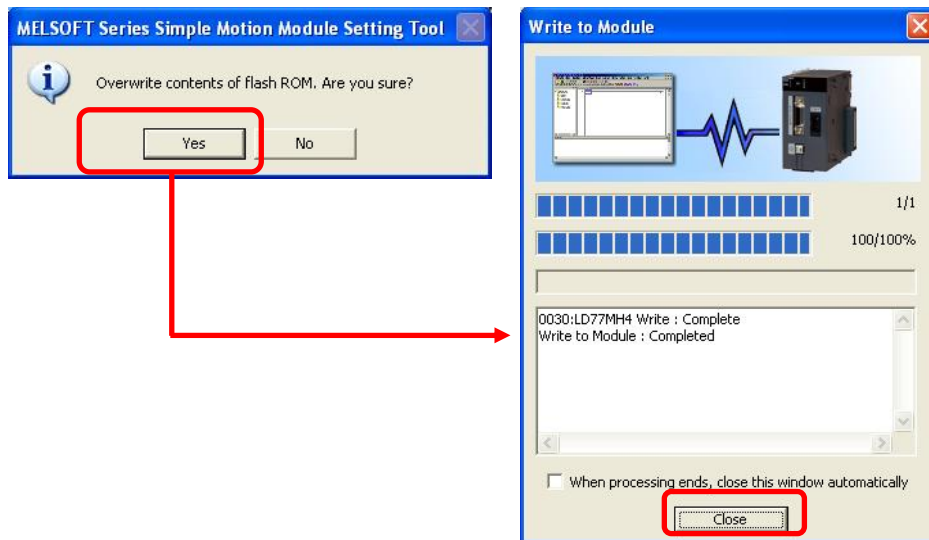 MELSOFT Series Simple Motion Module Setting Tool
Overwrite contents of flash ROM. Are you sure?
Yes
No
Write to Module
1/1
100/100%
0030:LD77MH4 Write : Complete
Write to Module : Completed
When processing ends, close this window automatically
Close